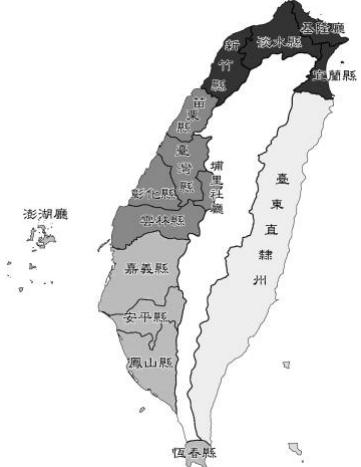 基隆廳
淡水縣
新竹縣
宜蘭縣
苗栗縣
臺灣縣
埔里社廳
彰化縣
雲林縣
臺東直隸州
澎湖廳
嘉義縣
安平縣
鳳山縣
恆春縣